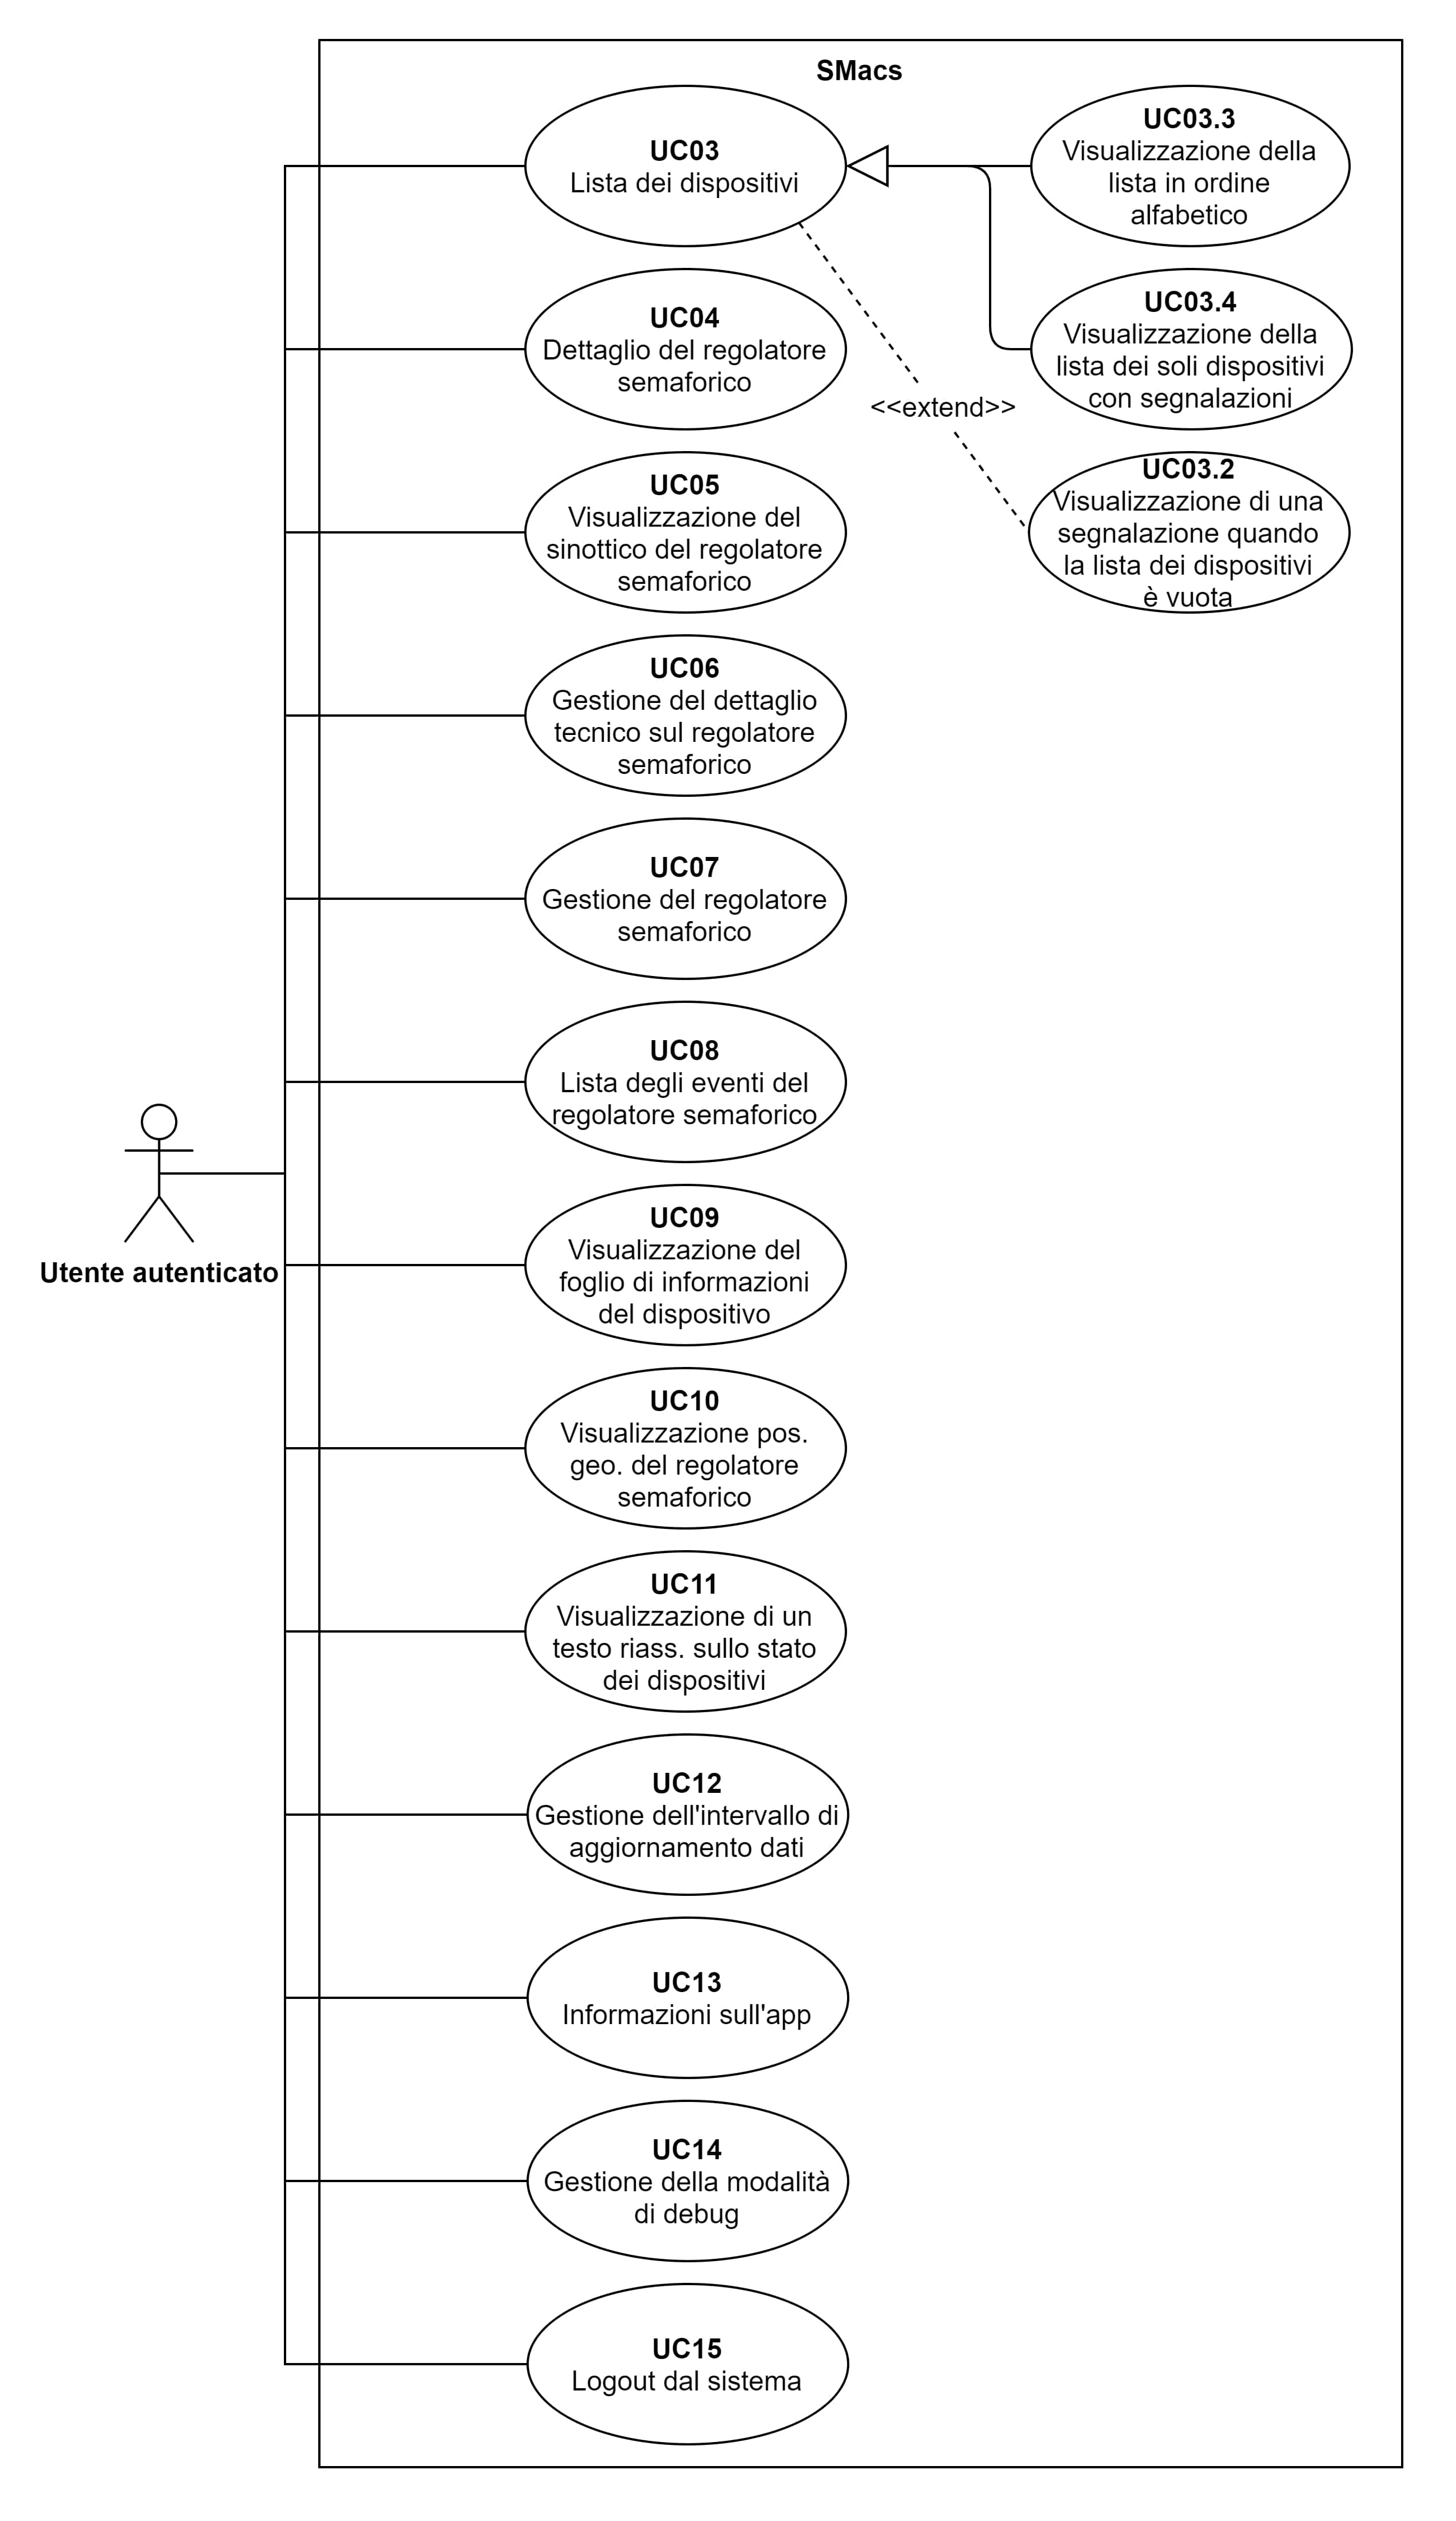 SMacs
UC03
Lista dei dispositivi
UC03.3
Visualizzazione della
lista in ordine
alfabetico
UC04
Dettaglio del regolatore
semaforico
UC03.4
Visualizzazione della
lista dei soli dispositivi
con segnalazioni
<<extend>>
UC05
Visualizzazione del
sinottico del regolatore
semaforico
UC03.2
Visualizzazione di una
segnalazione quando
la lista dei dispositivi
è vuota
UC06
Gestione del dettaglio
tecnico sul regolatore
semaforico
UC07
Gestione del regolatore
semaforico
UC08
Lista degli eventi del
regolatore semaforico
Utente autenticato
UC09
Visualizzazione del
foglio di informazioni
del dispositivo
UC10
Visualizzazione pos.
geo. del regolatore
semaforico
UC11
Visualizzazione di un
testo riass. sullo stato
dei dispositivi
UC12
Gestione dell'intervallo di
aggiornamento dati
UC13
Informazioni sull'app
UC14
Gestione della modalità
di debug
UC15
Logout dal sistema